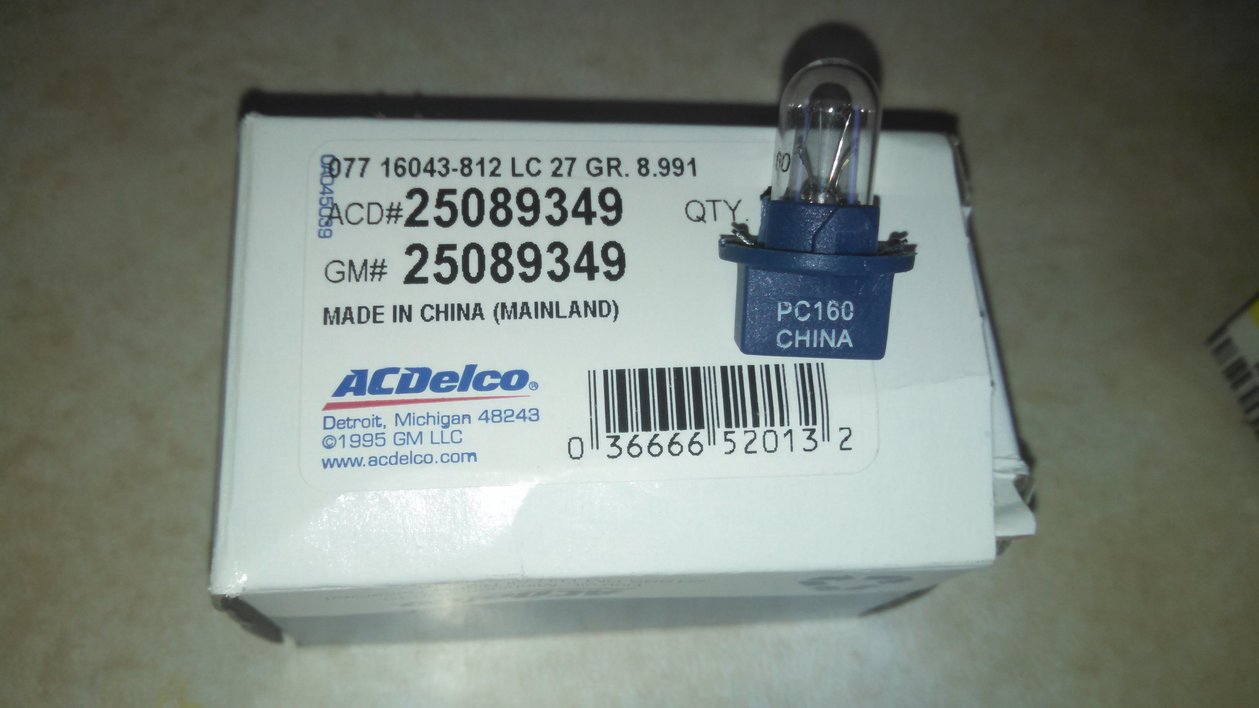 077 16043-812 LC 27 GR. 8.991
0A045039
ACD# 25089349
QTY.
GM# 25089349
MADE IN CHINA (MAINLAND)
PC160
CHINA
ACDelco®
Detroit, Michigan 48243
©1995 GM LLC
www.acdelco.com
0 36666 52013 2